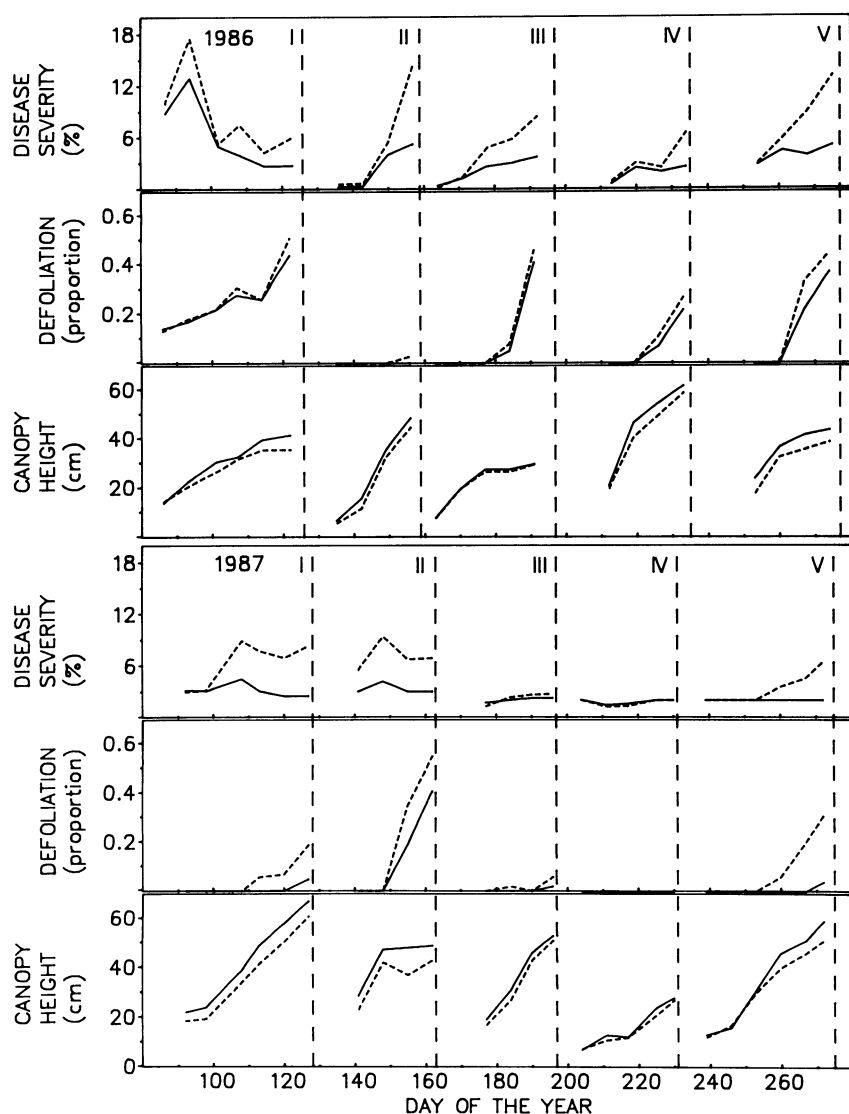 18
12
6
DISEASE
SEVERITY
(%)
1986 I II III IV V
0.6
0.4
0.2
DEFOLIATION
(proportion)
60
40
20
CANOPY
HEIGHT
(cm)
18
12
6
DISEASE
SEVERITY
(%)
1987 I II III IV V
0.6
0.4
0.2
DEFOLIATION
(proportion)
60
40
20
0
CANOPY
HEIGHT
(cm)
100 120 140 160 180 200 220 240 260
DAY OF THE YEAR